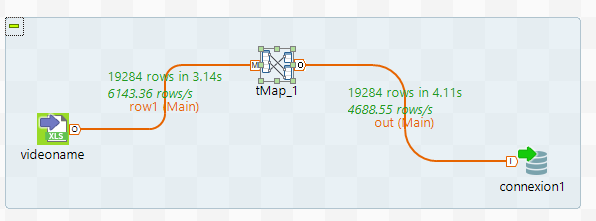 19284 rows in 3.14s
6143.36 rows/s
row1 (Main)
M
O
tMap_1
19284 rows in 4.11s
4688.55 rows/s
out (Main)
XLS
O
videoname
I
connexion1